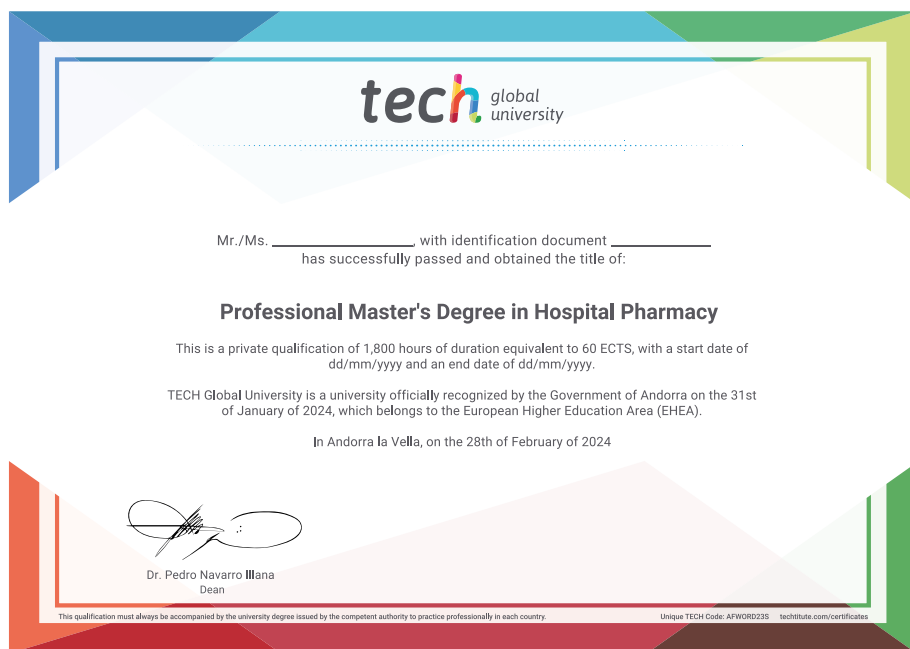 tech global
university
Mr./Ms. ____________________, with identification document ______________
has successfully passed and obtained the title of:
Professional Master's Degree in Hospital Pharmacy
This is a private qualification of 1,800 hours of duration equivalent to 60 ECTS, with a start date of
dd/mm/yyyy and an end date of dd/mm/yyyy.
TECH Global University is a university officially recognized by the Government of Andorra on the 31st
of January of 2024, which belongs to the European Higher Education Area (EHEA).
In Andorra la Vella, on the 28th of February of 2024
Dr. Pedro Navarro Illana
Dean
This qualification must always be accompanied by the university degree issued by the competent authority to practice professionally in each country.
Unique TECH Code: AFWORD23S techtitute.com/certificates